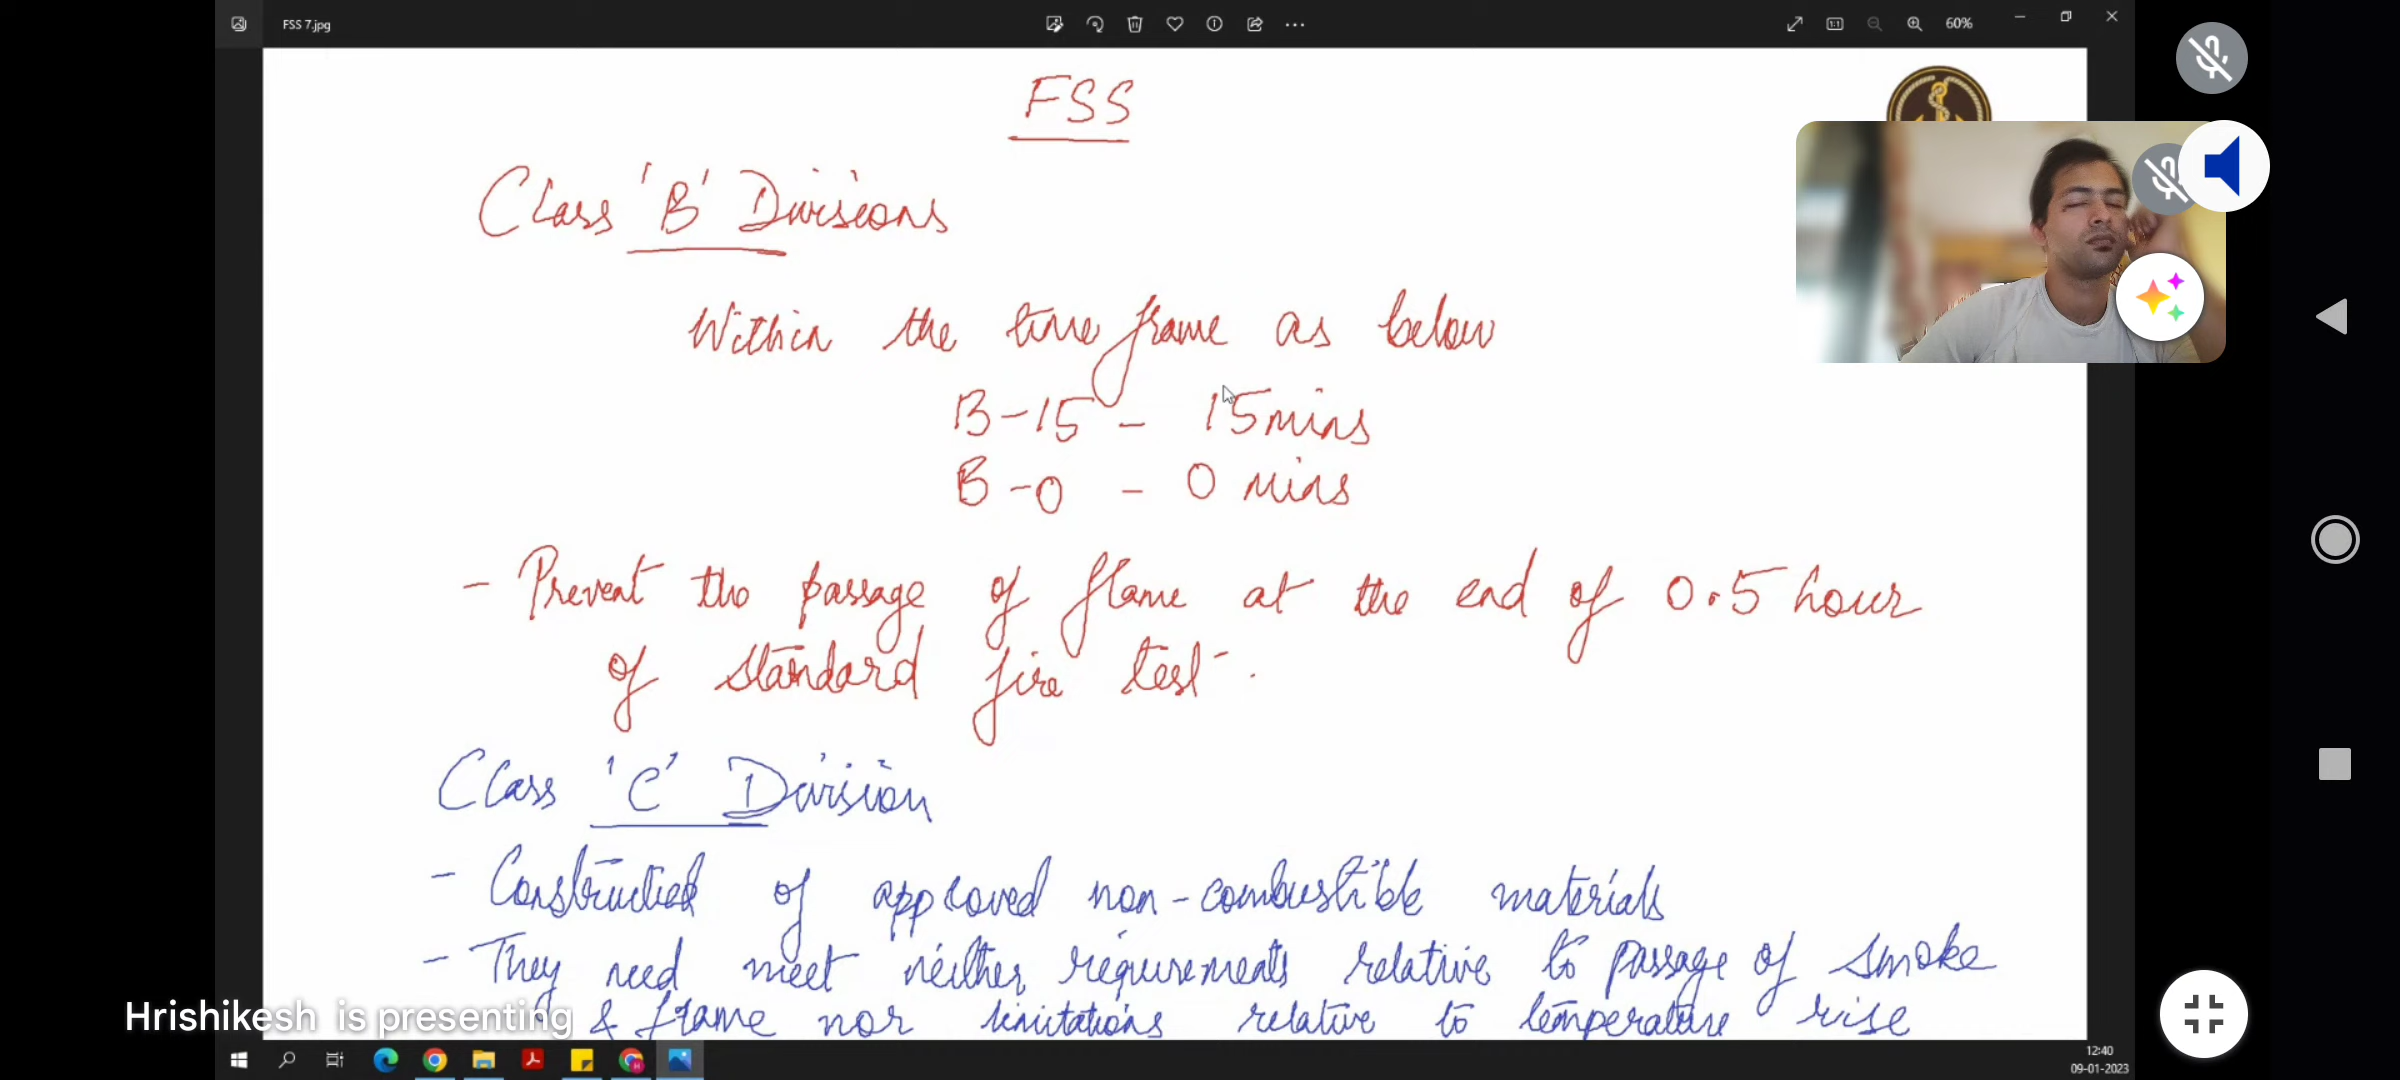 FSS 7.jpg
60%
FSS
Class 'B' Divisions
Within the time frame as below
B-15 - 15 mins
B-0 - 0 mins
- Prevent the passage of flame at the end of 0.5 hour
of standard fire test.
Class 'C' Division
- Constructed of approved non-combustible materials
- They need meet neither requirements relative to passage of smoke
& flame nor limitations relative to temperature rise
Hrishikesh is presenting
12:40
09-01-2023